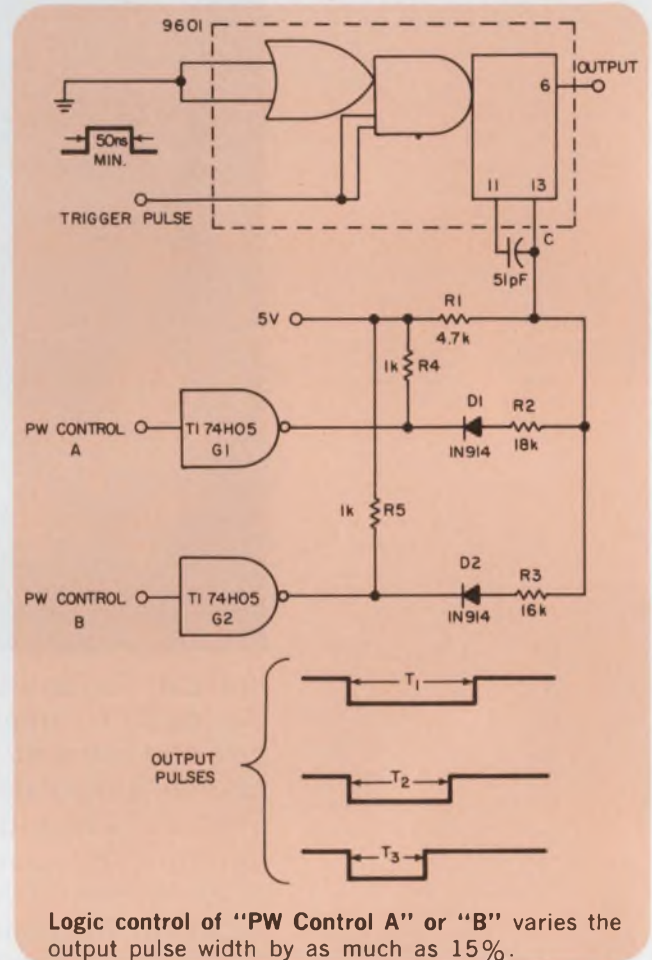 9601
OUTPUT
6
50ns
MIN.
11 13
TRIGGER PULSE
C
51pF
R1
5V
4.7k
1k R4
D1 R2
PW CONTROL
A
TI 74H05
G1
1N914 18k
1k R5
D2 R3
PW CONTROL
B
TI 74H05
G2
1N914 16k
T1
OUTPUT
PULSES
T2
T3
Logic control of “PW Control A” or “B” varies the
output pulse width by as much as 15%.